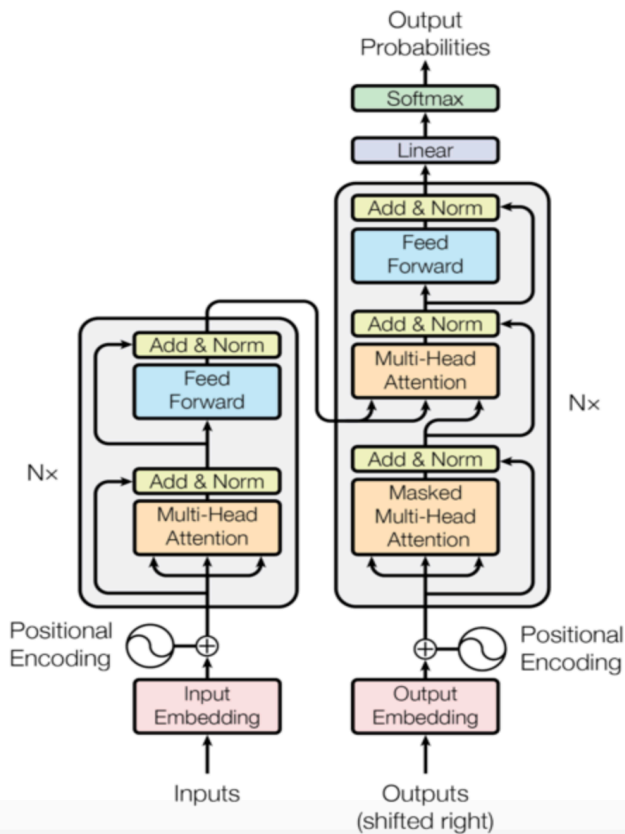 Output
Probabilities
Softmax
Linear
Add & Norm
Feed
Forward
Add & Norm
Multi-Head
Attention
Add & Norm
Masked
Multi-Head
Attention
Nx
Add & Norm
Feed
Forward
Add & Norm
Multi-Head
Attention
Nx
Positional
Encoding
Positional
Encoding
Input
Embedding
Output
Embedding
Inputs
Outputs
(shifted right)